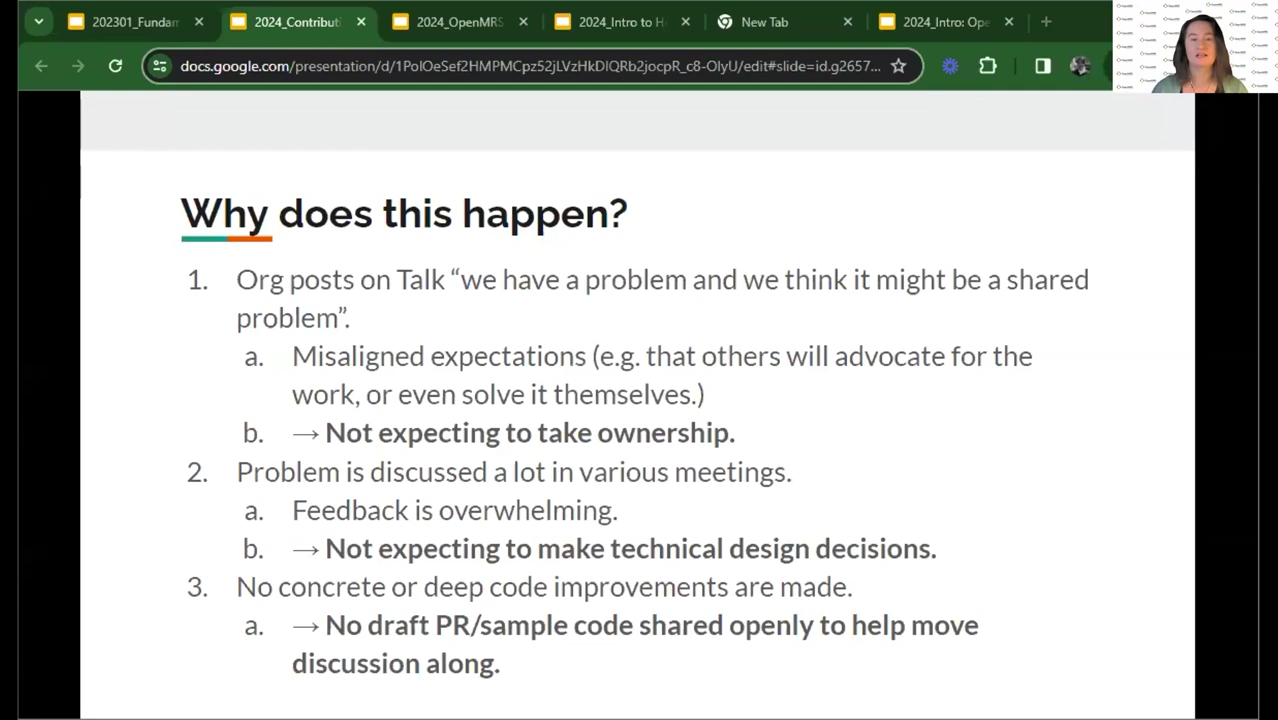 202301_Fundam
2024_Contributi
2024_OpenMRS
2024_Intro to H
New Tab
2024_Intro: Ope
docs.google.com/presentation/d/1PolOeSef2HMPMCpz52jLVzHkDlQRb2jocpR_c8-OlyU/edit#slide=id.g2657...
Why does this happen?
1. Org posts on Talk “we have a problem and we think it might be a shared
problem”.
a. Misaligned expectations (e.g. that others will advocate for the
work, or even solve it themselves.)
b. → Not expecting to take ownership.
2. Problem is discussed a lot in various meetings.
a. Feedback is overwhelming.
b. → Not expecting to make technical design decisions.
3. No concrete or deep code improvements are made.
a. → No draft PR/sample code shared openly to help move
discussion along.